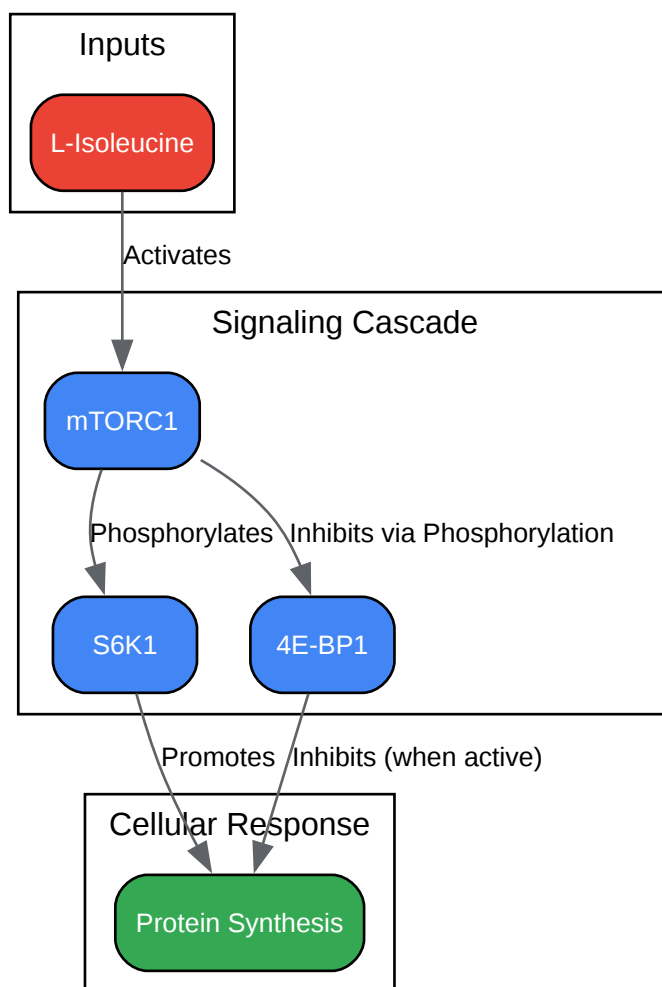 Inputs
L-Isoleucine
Activates
Signaling Cascade
mTORC1
Phosphorylates
Inhibits via Phosphorylation
S6K1
4E-BP1
Promotes
Inhibits (when active)
Cellular Response
Protein Synthesis